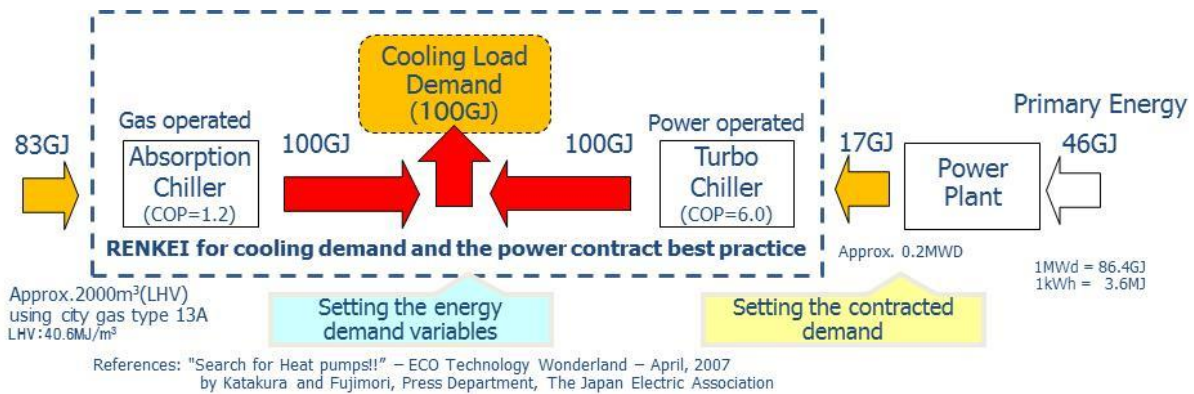 Cooling Load
Demand
(100GJ)
Primary Energy
Gas operated
Power operated
83GJ
100GJ
100GJ
17GJ
46GJ
Absorption
Chiller
(COP=1.2)
Turbo
Chiller
(COP=6.0)
Power
Plant
RENKEI for cooling demand and the power contract best practice
Approx. 0.2MWD
1MWd = 86.4GJ
1kWh = 3.6MJ
Approx.2000m³(LHV)
using city gas type 13A
LHV:40.6MJ/m³
Setting the energy
demand variables
Setting the contracted
demand
References: "Search for Heat pumps!!” – ECO Technology Wonderland – April, 2007
by Katakura and Fujimori, Press Department, The Japan Electric Association